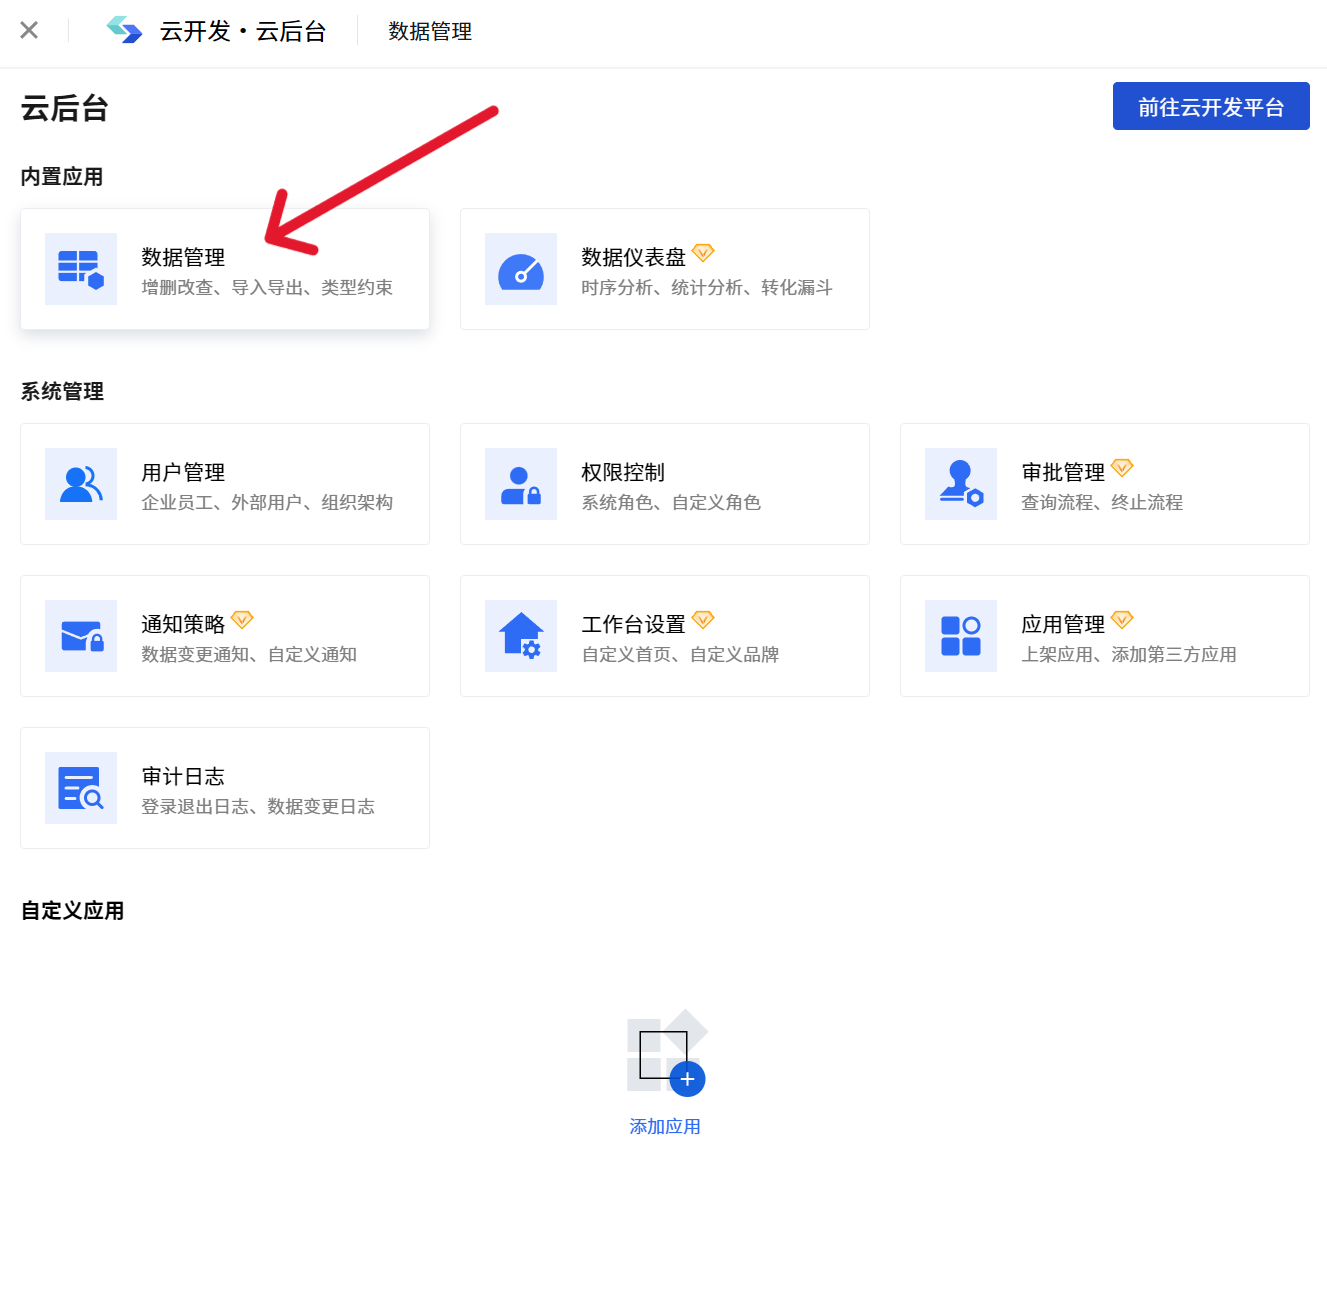 云开发·云后台
数据管理
云后台
前往云开发平台
内置应用
数据管理
增删改查、导入导出、类型约束
数据仪表盘
时序分析、统计分析、转化漏斗
系统管理
用户管理
企业员工、外部用户、组织架构
权限控制
系统角色、自定义角色
审批管理
查询流程、终止流程
通知策略
数据变更通知、自定义通知
工作台设置
自定义首页、自定义品牌
应用管理
上架应用、添加第三方应用
审计日志
登录退出日志、数据变更日志
自定义应用
添加应用